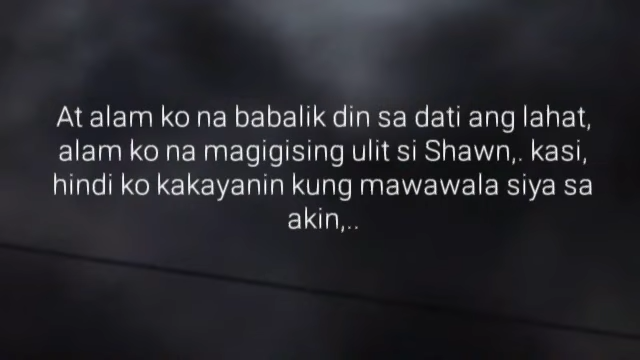 At alam ko na babalik din sa dati ang lahat,
alam ko na magigising ulit si Shawn,. kasi,
hindi ko kakayanin kung mawawala siya sa
akin,..